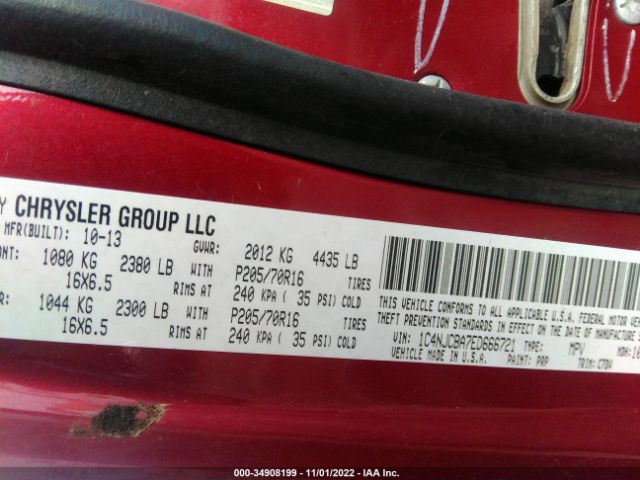 Y CHRYSLER GROUP LLC
MFR(BUILT): 10-13 GVWR: 2012 KG 4435 LB
ONT: 1080 KG 2380 LB WITH P205/70R16 TIRES
16X6.5 RIMS AT 240 KPA ( 35 PSI) COLD
R: 1044 KG 2300 LB WITH P205/70R16 TIRES
16X6.5 RIMS AT 240 KPA ( 35 PSI) COLD
THIS VEHICLE CONFORMS TO ALL APPLICABLE U.S.A.
FEDERAL MOTOR VEH
THEFT PREVENTION STANDARDS IN EFFECT ON THE DATE OF MANUFA
VIN: 1C4NJCBA7ED666721 TYPE: MPV MDH:
VEHICLE MADE IN U.S.A. PAINT: PRP TRIM:
000-34908199 - 11/01/2022 - IAA Inc.